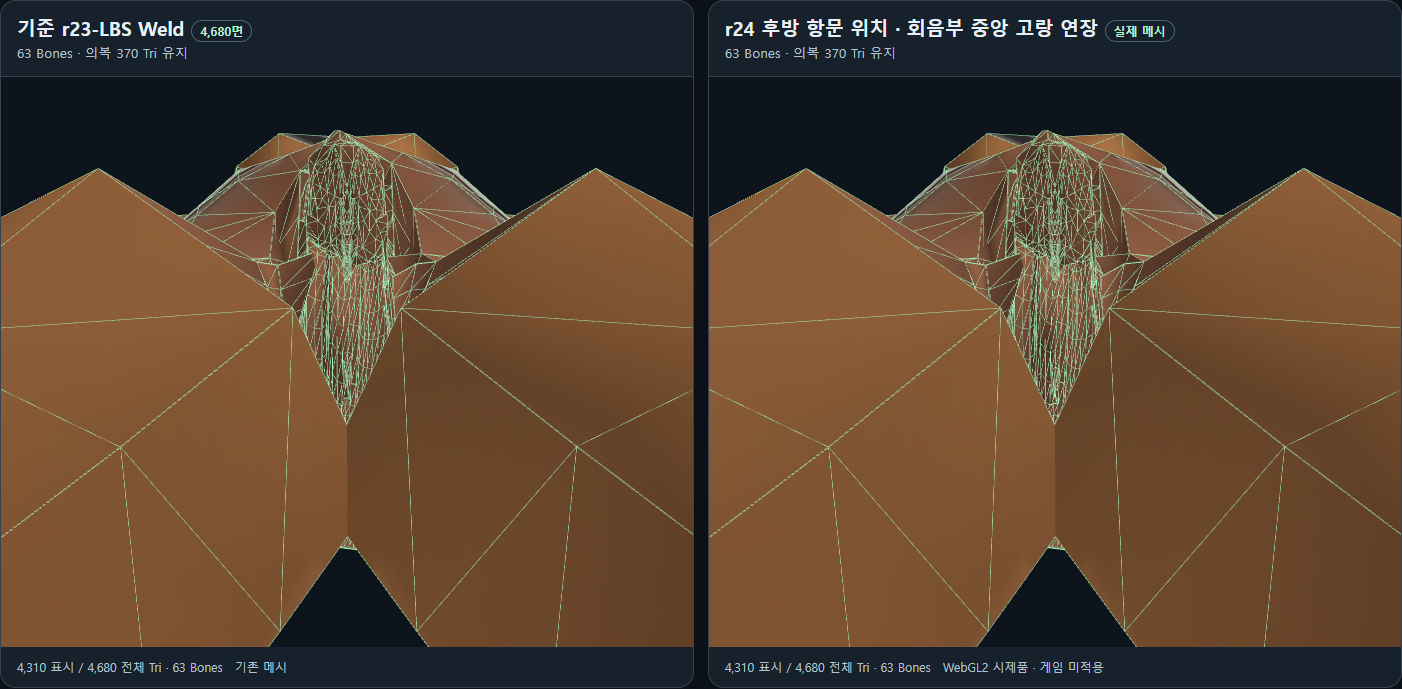 기준 r23-LBS Weld 4,680면
63 Bones · 의복 370 Tri 유지
4,310 표시 / 4,680 전체 Tri · 63 Bones 기존 메시
r24 후방 항문 위치 · 회음부 중앙 고랑 연장 실제 메시
63 Bones · 의복 370 Tri 유지
4,310 표시 / 4,680 전체 Tri · 63 Bones WebGL2 시제품 · 게임 미적용